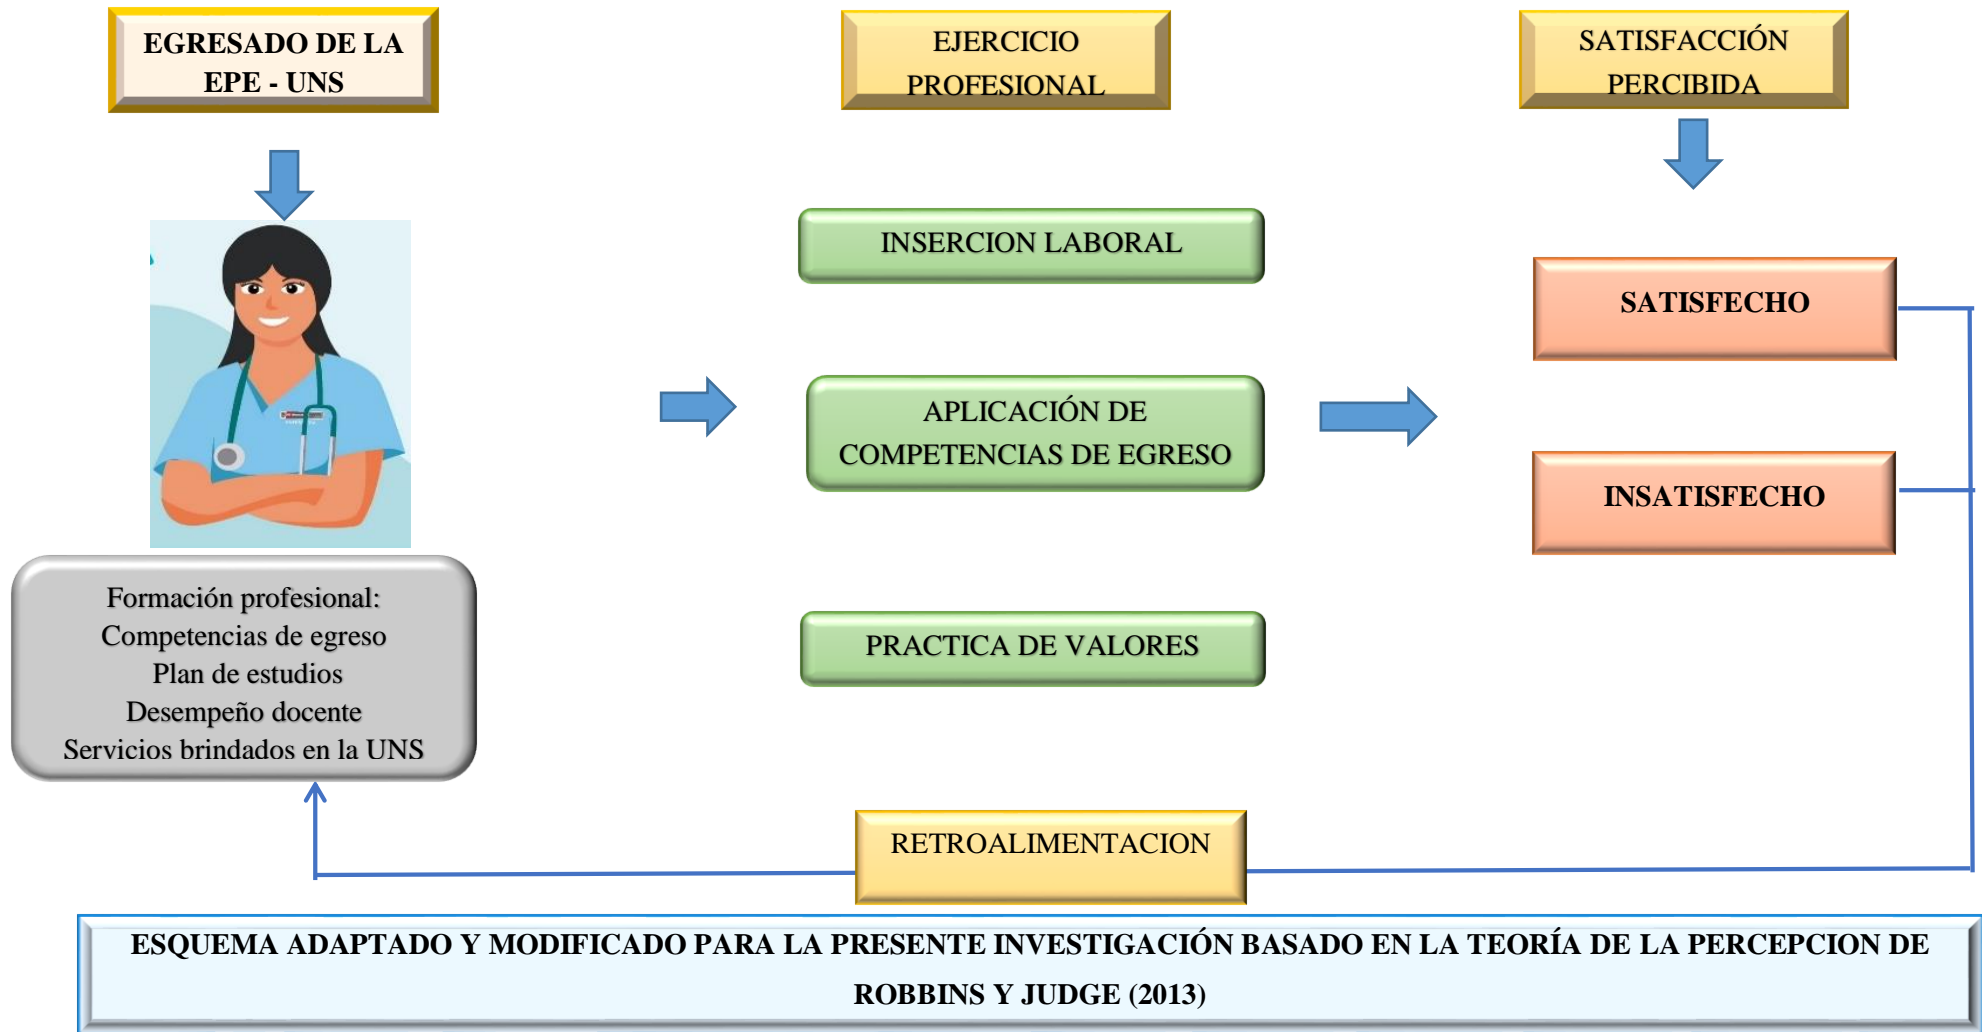 EGRESADO DE LA
EPE - UNS
EJERCICIO
PROFESIONAL
SATISFACCIÓN
PERCIBIDA
INSERCION LABORAL
SATISFECHO
APLICACIÓN DE
COMPETENCIAS DE EGRESO
INSATISFECHO
Formación profesional:
Competencias de egreso
Plan de estudios
Desempeño docente
Servicios brindados en la UNS
PRACTICA DE VALORES
RETROALIMENTACION
ESQUEMA ADAPTADO Y MODIFICADO PARA LA PRESENTE INVESTIGACIÓN BASADO EN LA TEORÍA DE LA PERCEPCION DE
ROBBINS Y JUDGE (2013)